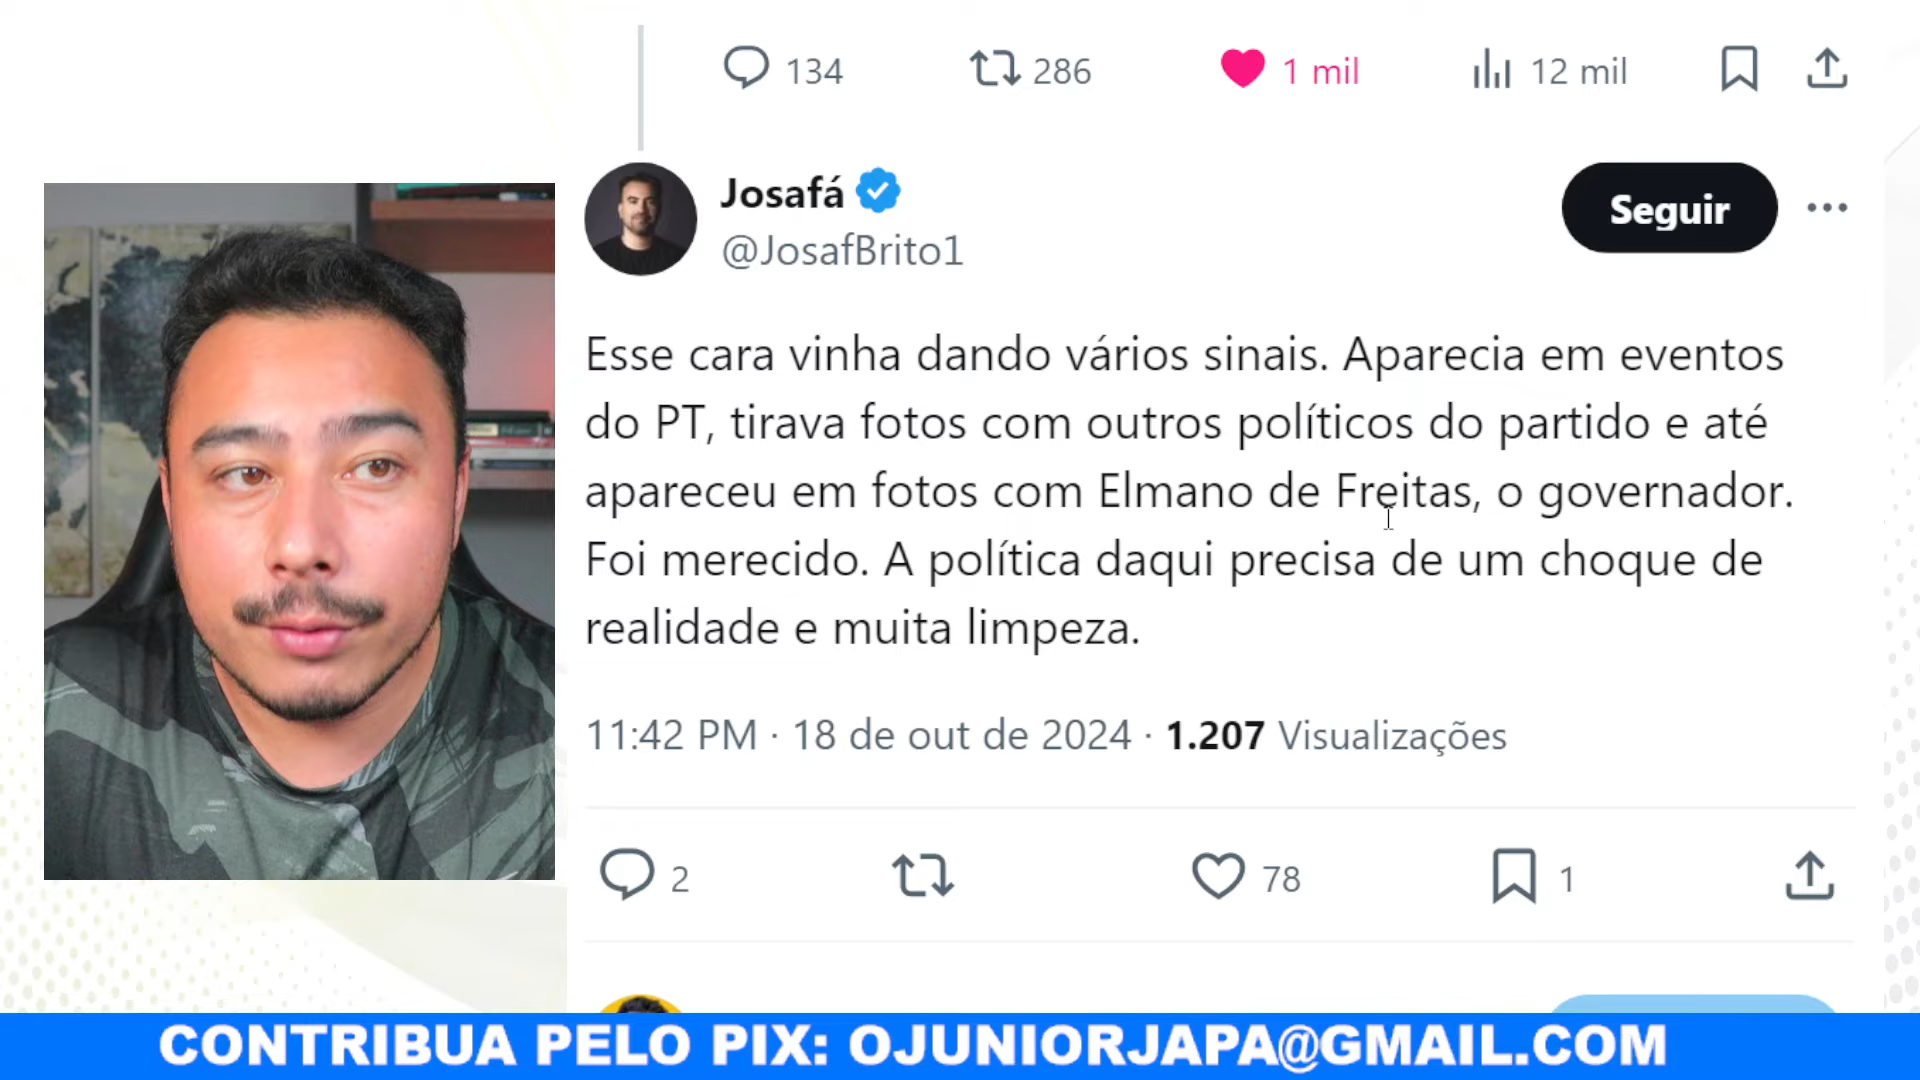 134 286 1 mil 12 mil
Josafá
@JosafBrito1
Seguir
Esse cara vinha dando vários sinais. Aparecia em eventos
do PT, tirava fotos com outros políticos do partido e até
apareceu em fotos com Elmano de Freitas, o governador.
Foi merecido. A política daqui precisa de um choque de
realidade e muita limpeza.
11:42 PM · 18 de out de 2024 · 1.207 Visualizações
2 78 1
CONTRIBUA PELO PIX: OJUNIORJAPA@GMAIL.COM